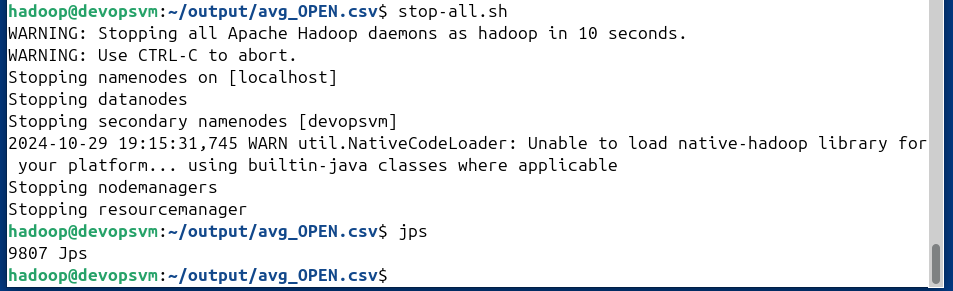 hadoop@devopsvm:~/output/avg_OPEN.csv$ stop-all.sh
WARNING: Stopping all Apache Hadoop daemons as hadoop in 10 seconds.
WARNING: Use CTRL-C to abort.
Stopping namenodes on [localhost]
Stopping datanodes
Stopping secondary namenodes [devopsvm]
2024-10-29 19:15:31,745 WARN util.NativeCodeLoader: Unable to load native-hadoop library for
 your platform... using builtin-java classes where applicable
Stopping nodemanagers
Stopping resourcemanager
hadoop@devopsvm:~/output/avg_OPEN.csv$ jps
9807 Jps
hadoop@devopsvm:~/output/avg_OPEN.csv$